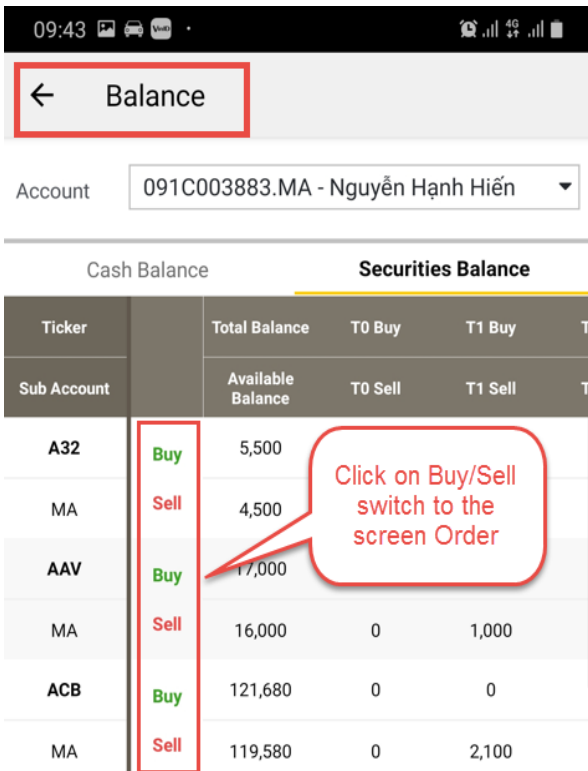 09:43 VinID 4G
← Balance
Account 091C003883.MA - Nguyễn Hạnh Hiến
Cash Balance Securities Balance
Ticker Total Balance T0 Buy T1 Buy T
Sub Account Available Balance T0 Sell T1 Sell T
A32 Buy 5,500
MA Sell 4,500
Click on Buy/Sell
switch to the
screen Order
AAV Buy 17,000
MA Sell 16,000 0 1,000
ACB Buy 121,680 0 0
MA Sell 119,580 0 2,100